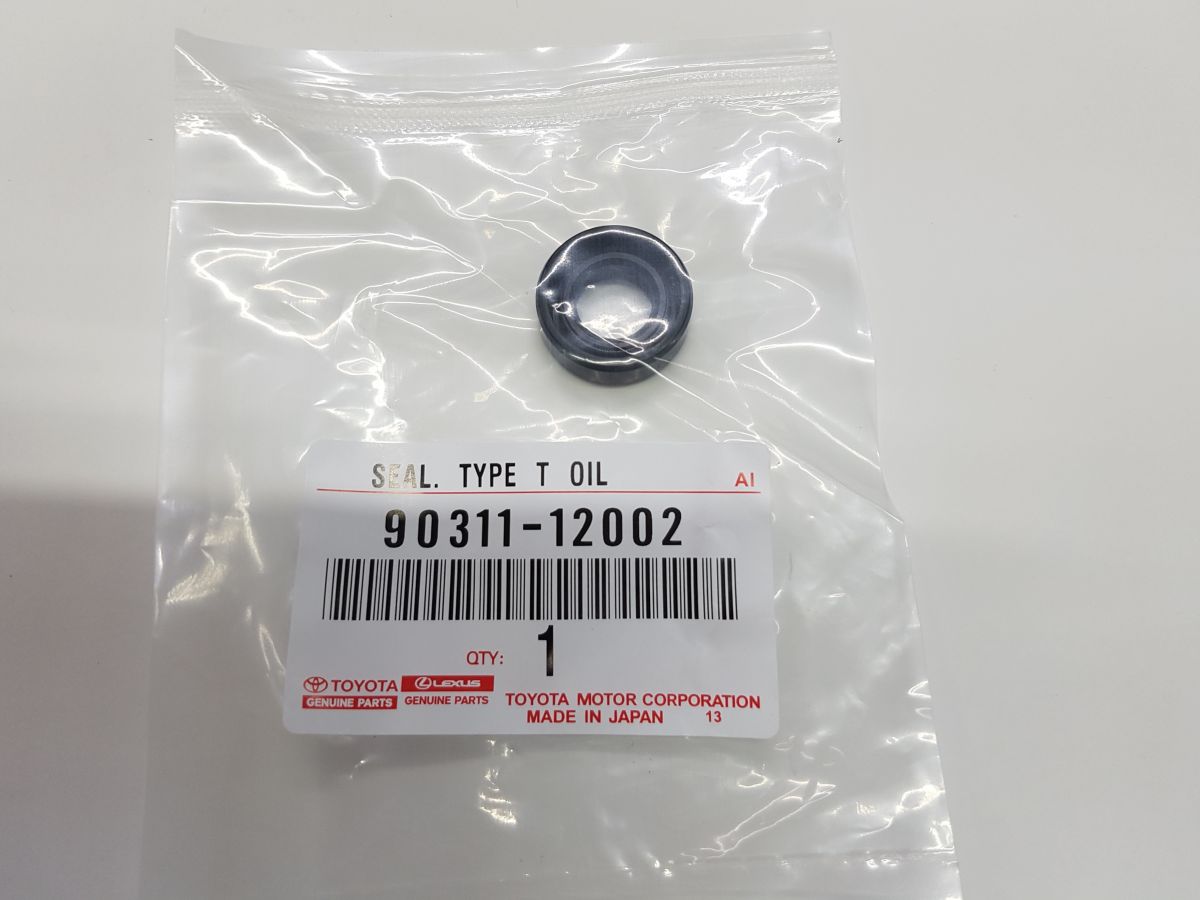 SEAL. TYPE T OIL AI
90311-12002
QTY: 1
TOYOTA LEXUS
GENUINE PARTS GENUINE PARTS TOYOTA MOTOR CORPORATION
MADE IN JAPAN 13